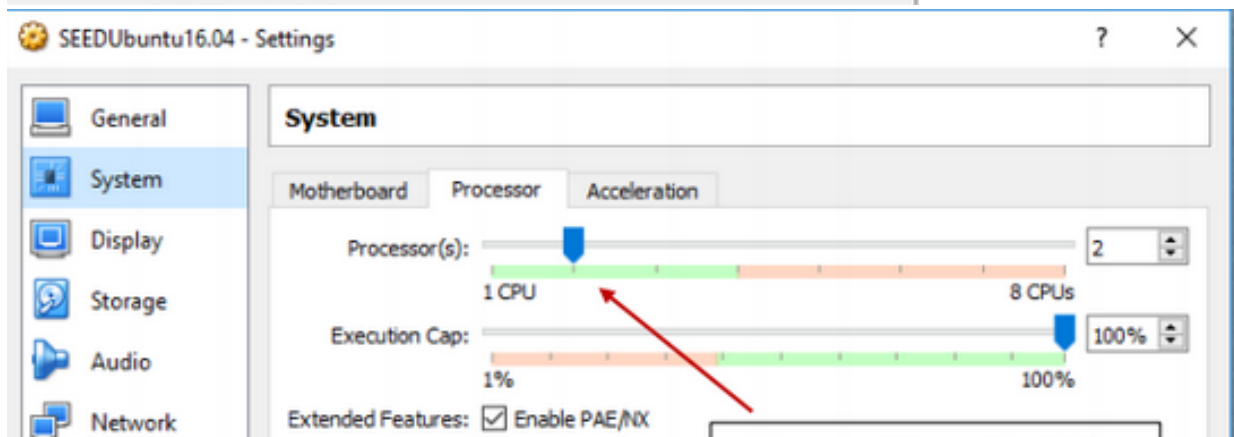 SEEDUbuntu16.04 - Settings ? ×
General
System
Display
Storage
Audio
Network
System
Motherboard Processor Acceleration
Processor(s): 2
1 CPU 8 CPUs
Execution Cap: 100%
1% 100%
Extended Features: Enable PAE/NX